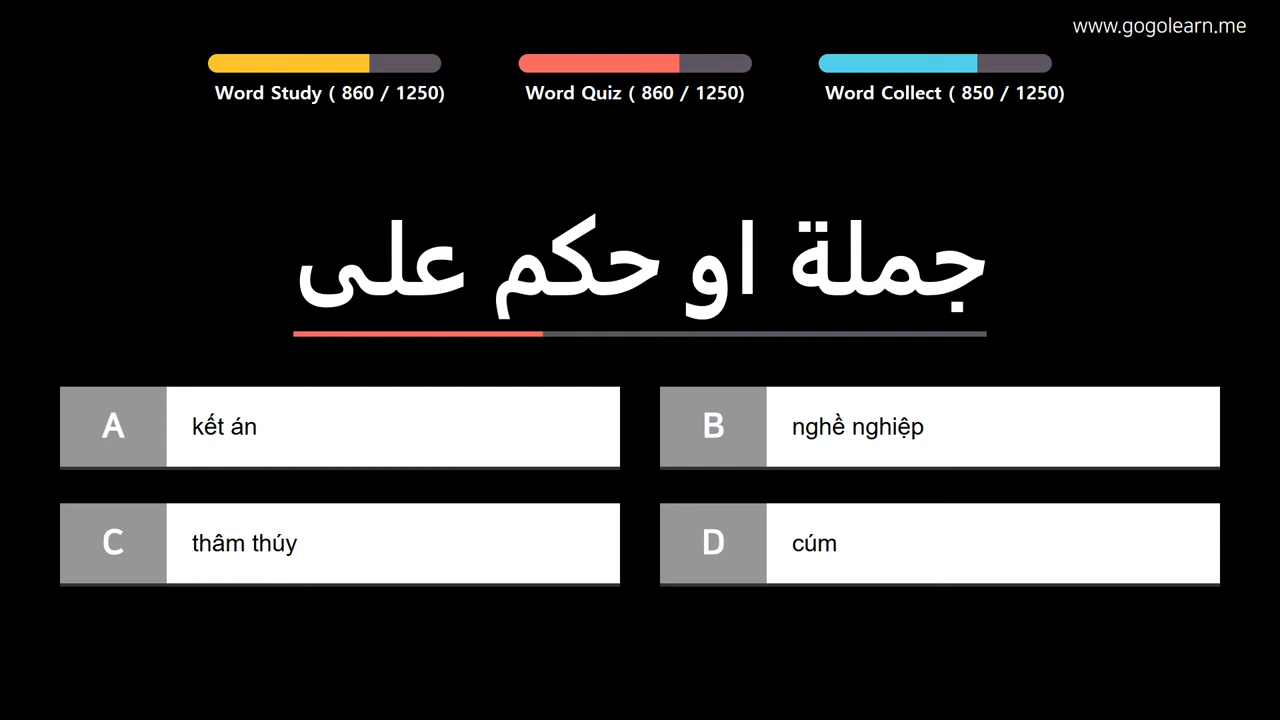 www.gogolearn.me
Word Study ( 860 / 1250)
Word Quiz ( 860 / 1250)
Word Collect ( 850 / 1250)
جملة او حكم على
A kết án
B nghề nghiệp
C thâm thúy
D cúm